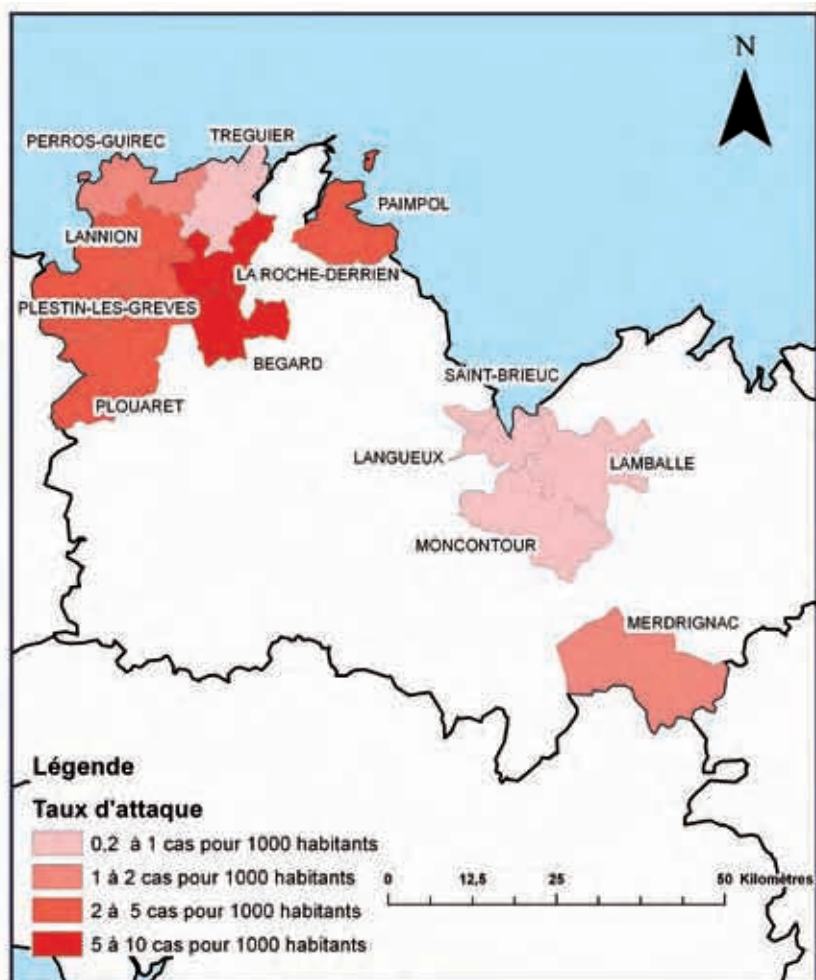 N
PERROS-GUIREC
TREGUIER
PAIMPOL
LANNION
LA ROCHE-DERRIEN
PLESTIN-LES-GREVES
BEGARD
SAINT-BRIEUC
PLOUARET
LANGUEUX
LAMBALLE
MONCONTOUR
MERDRIGNAC
Légende
Taux d'attaque
0,2 à 1 cas pour 1000 habitants
1 à 2 cas pour 1000 habitants
2 à 5 cas pour 1000 habitants
5 à 10 cas pour 1000 habitants
0 12,5 25 50 Kilomètres